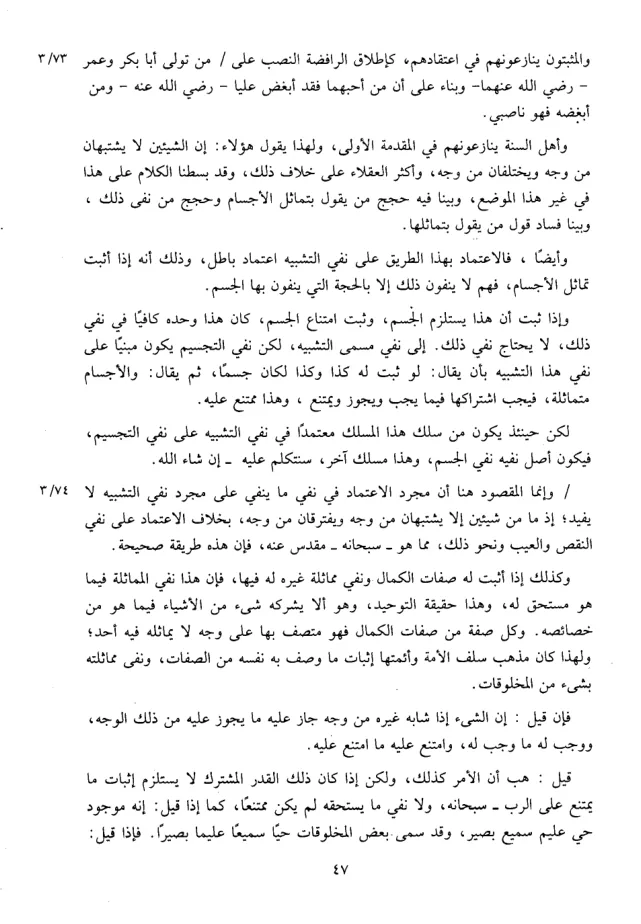 والمثبتون ينازعونهم في اعتقادهم، كإطلاق الرافضة النصب على / من تولى أبا بكر وعمر ٣/٧٣
– رضي الله عنهما– وبناء على أن من أحبهما فقد أبغض عليا – رضي الله عنه – ومن
أبغضه فهو ناصبي.
وأهل السنة ينازعونهم في المقدمة الأولى، ولهذا يقول هؤلاء: إن الشيئين لا يشتبهان
من وجه ويختلفان من وجه، وأكثر العقلاء على خلاف ذلك، وقد بسطنا الكلام على هذا
في غير هذا الموضع، وبينا فيه حجج من يقول بتماثل الأجسام وحجج من نفى ذلك ،
وبينا فساد قول من يقول بتماثلها.
وأيضًا ، فالاعتماد بهذا الطريق على نفي التشبيه اعتماد باطل، وذلك أنه إذا أثبت
تماثل الأجسام، فهم لا ينفون ذلك إلا بالحجة التي ينفون بها الجسم.
وإذا ثبت أن هذا يستلزم الجسم، وثبت امتناع الجسم، كان هذا وحده كافيًا في نفي
ذلك، لا يحتاج نفي ذلك. إلى نفي مسمى التشبيه، لكن نفي التجسيم يكون مبنيًا على
نفي هذا التشبيه بأن يقال: لو ثبت له كذا وكذا لكان جسمًا، ثم يقال: والأجسام
متماثلة، فيجب اشتراكها فيما يجب ويجوز ويمتنع ، وهذا ممتنع عليه.
لكن حينئذ يكون من سلك هذا المسلك معتمدًا في نفي التشبيه على نفي التجسيم،
فيكون أصل نفيه نفي الجسم، وهذا مسلك آخر، سنتكلم عليه ـ إن شاء الله.
/ وإنما المقصود هنا أن مجرد الاعتماد في نفي ما ينفي على مجرد نفي التشبيه لا ٣/٧٤
يفيد؛ إذ ما من شيئين إلا يشتبهان من وجه ويفترقان من وجه، بخلاف الاعتماد على نفي
النقص والعيب ونحو ذلك، مما هو ـ سبحانه ـ مقدس عنه، فإن هذه طريقة صحيحة.
وكذلك إذا أثبت له صفات الكمال ونفي مماثلة غيره له فيها، فإن هذا نفي المماثلة فيما
هو مستحق له، وهذا حقيقة التوحيد، وهو ألا يشركه شىء من الأشياء فيما هو من
خصائصه. وكل صفة من صفات الكمال فهو متصف بها على وجه لا يماثله فيه أحد؛
ولهذا كان مذهب سلف الأمة وأئمتها إثبات ما وصف به نفسه من الصفات، ونفى مماثلته
بشىء من المخلوقات.
فإن قيل : إن الشىء إذا شابه غيره من وجه جاز عليه ما يجوز عليه من ذلك الوجه،
ووجب له ما وجب له، وامتنع عليه ما امتنع عليه.
قيل : هب أن الأمر كذلك، ولكن إذا كان ذلك القدر المشترك لا يستلزم إثبات ما
يمتنع على الرب ـ سبحانه، ولا نفي ما يستحقه لم يكن ممتنعًا، كما إذا قيل: إنه موجود
حي عليم سميع بصير، وقد سمى بعض المخلوقات حيًا سميعًا عليما بصيرًا. فإذا قيل:
٤٧